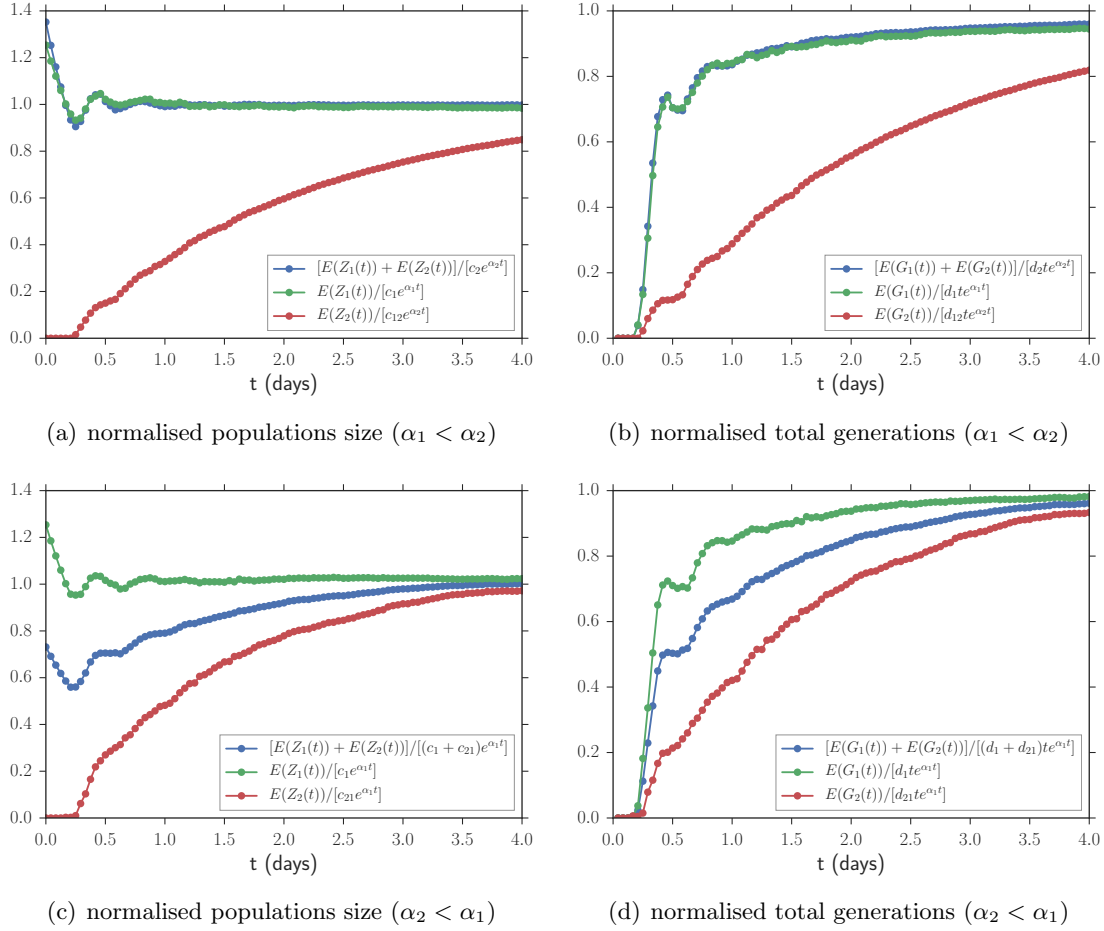 1.4
1.2
1.0
0.8
0.6
0.4
0.2
0.0
0.0 0.5 1.0 1.5 2.0 2.5 3.0 3.5 4.0
t (days)
[E(Z₁(t)) + E(Z₂(t))]/[c₂e^{α₂t}]
E(Z₁(t))/[c₁e^{α₁t}]
E(Z₂(t))/[c₁₂e^{α₂t}]
(a) normalised populations size (α₁ < α₂)
1.0
0.8
0.6
0.4
0.2
0.0
0.0 0.5 1.0 1.5 2.0 2.5 3.0 3.5 4.0
t (days)
[E(G₁(t)) + E(G₂(t))]/[d₂te^{α₂t}]
E(G₁(t))/[d₁te^{α₁t}]
E(G₂(t))/[d₁₂te^{α₂t}]
(b) normalised total generations (α₁ < α₂)
1.4
1.2
1.0
0.8
0.6
0.4
0.2
0.0
0.0 0.5 1.0 1.5 2.0 2.5 3.0 3.5 4.0
t (days)
[E(Z₁(t)) + E(Z₂(t))]/[(c₁ + c₂₁)e^{α₁t}]
E(Z₁(t))/[c₁e^{α₁t}]
E(Z₂(t))/[c₂₁e^{α₁t}]
(c) normalised populations size (α₂ < α₁)
1.0
0.8
0.6
0.4
0.2
0.0
0.0 0.5 1.0 1.5 2.0 2.5 3.0 3.5 4.0
t (days)
[E(G₁(t)) + E(G₂(t))]/[(d₁ + d₂₁)te^{α₁t}]
E(G₁(t))/[d₁te^{α₁t}]
E(G₂(t))/[d₂₁te^{α₁t}]
(d) normalised total generations (α₂ < α₁)